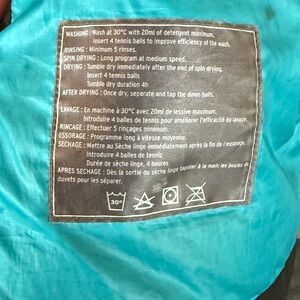 WASHING : Wash at 30°C with 20ml of detergent maximum.
Insert 4 tennis balls to improve efficiency of the wash.
RINSING : Minimum 5 rinses.
SPIN DRYING : Long program at medium speed.
DRYING : Tumble dry immediately after the end of spin drying.
Insert 4 tennis balls
Tumble dry duration 4h
AFTER DRYING : Once dry, separate and tap the down balls.
LAVAGE : En machine à 30°C avec 20ml de lessive maximum.
Introduire 4 balles de tennis pour améliorer l'efficacité du lavage.
RINCAGE : Effectuer 5 rinçages minimum.
ESSORAGE : Programme long à vitesse moyenne.
SECHAGE : Mettre au Sèche linge immédiatement après la fin de l'essorage.
introduire 4 balles de tennis
Durée de sèche linge, 4 heures
APRES SECHAGE : Dès la sortie du sèche linge tapoter à la main les boules de
duvets pour les séparer.
30°